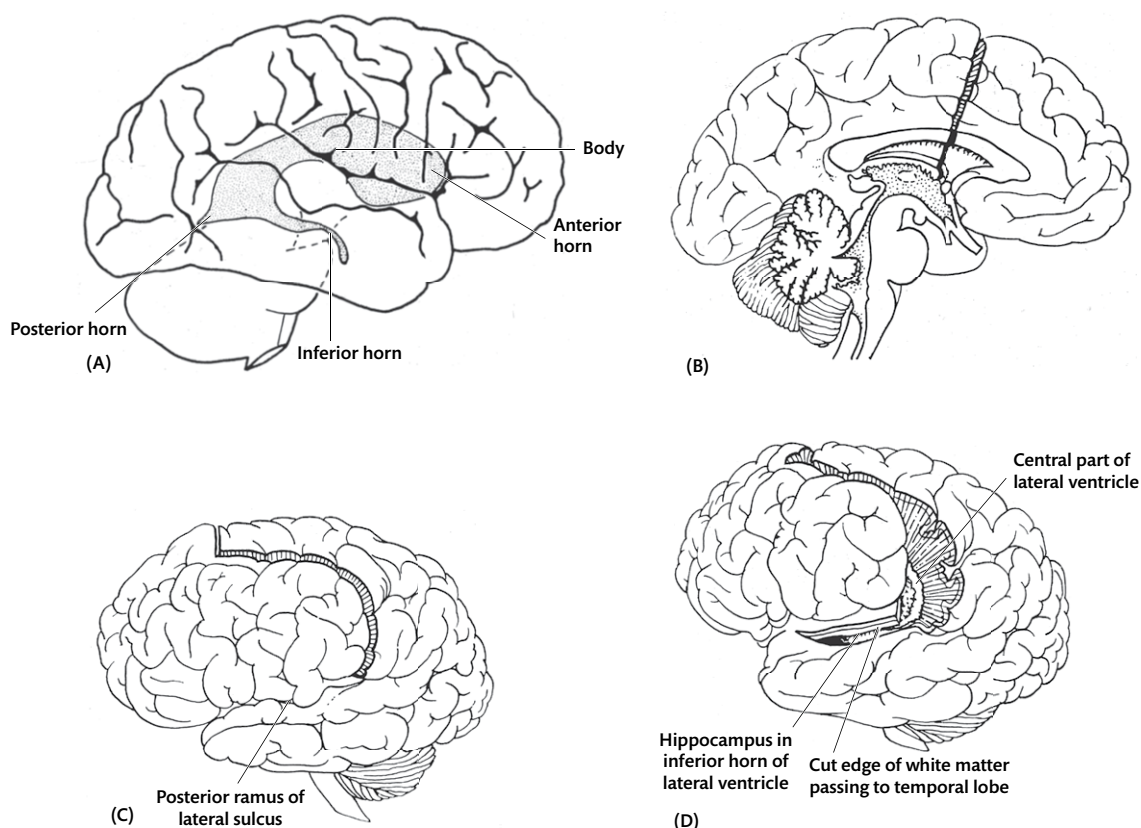 Body
Anterior
horn
Posterior horn
Inferior horn
(A)
(B)
Central part of
lateral ventricle
Posterior ramus of
lateral sulcus
(C)
Hippocampus in
inferior horn of
lateral ventricle
Cut edge of white matter
passing to temporal lobe
(D)